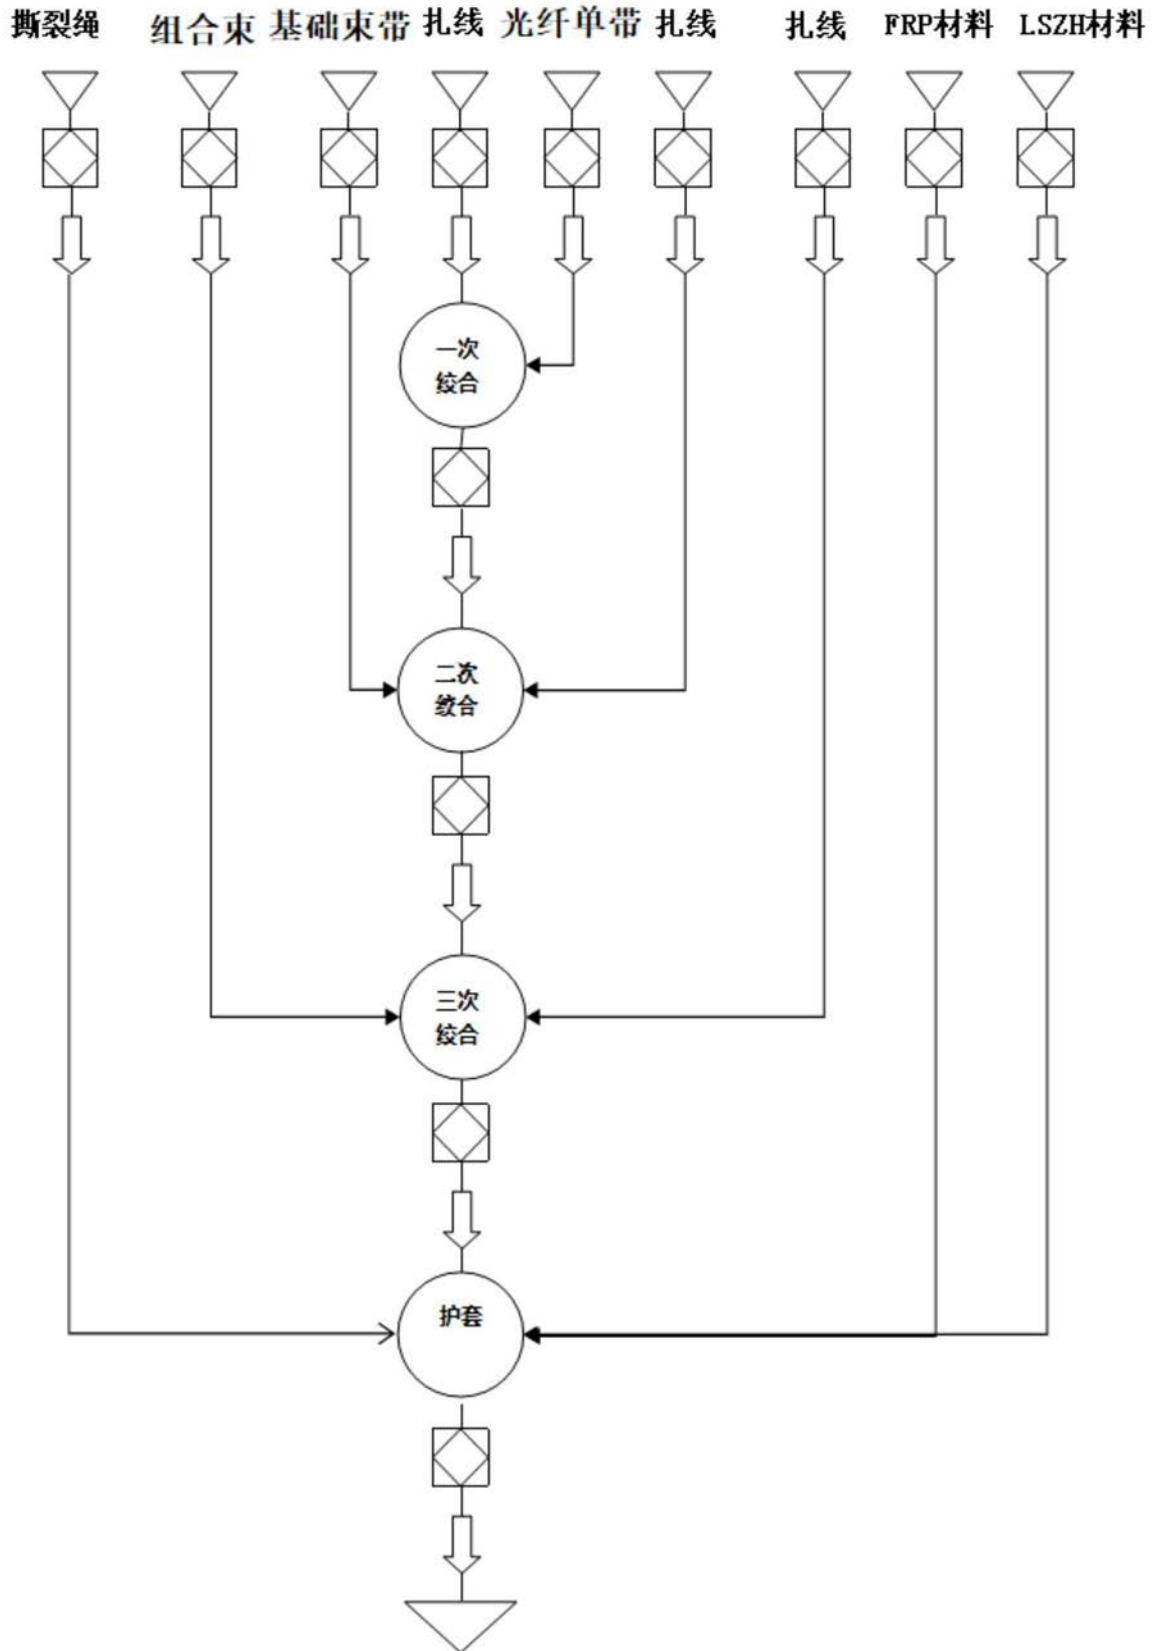 撕裂绳 组合束 基础束带 扎线 光纤单带 扎线 扎线 FRP材料 LSZH材料
一次
绞合
二次
绞合
三次
绞合
护套